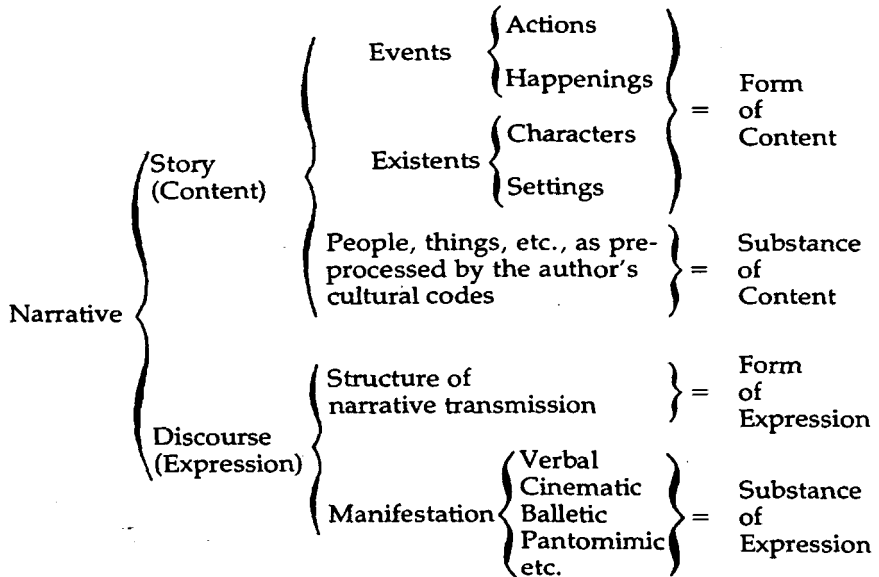 Events
Actions
Happenings
= Form
of
Content
Existents
Characters
Settings
Story
(Content)
People, things, etc., as pre-
processed by the author's
cultural codes
= Substance
of
Content
Narrative
Structure of
narrative transmission
= Form
of
Expression
Discourse
(Expression)
Manifestation
Verbal
Cinematic
Balletic
Pantomimic
etc.
= Substance
of
Expression